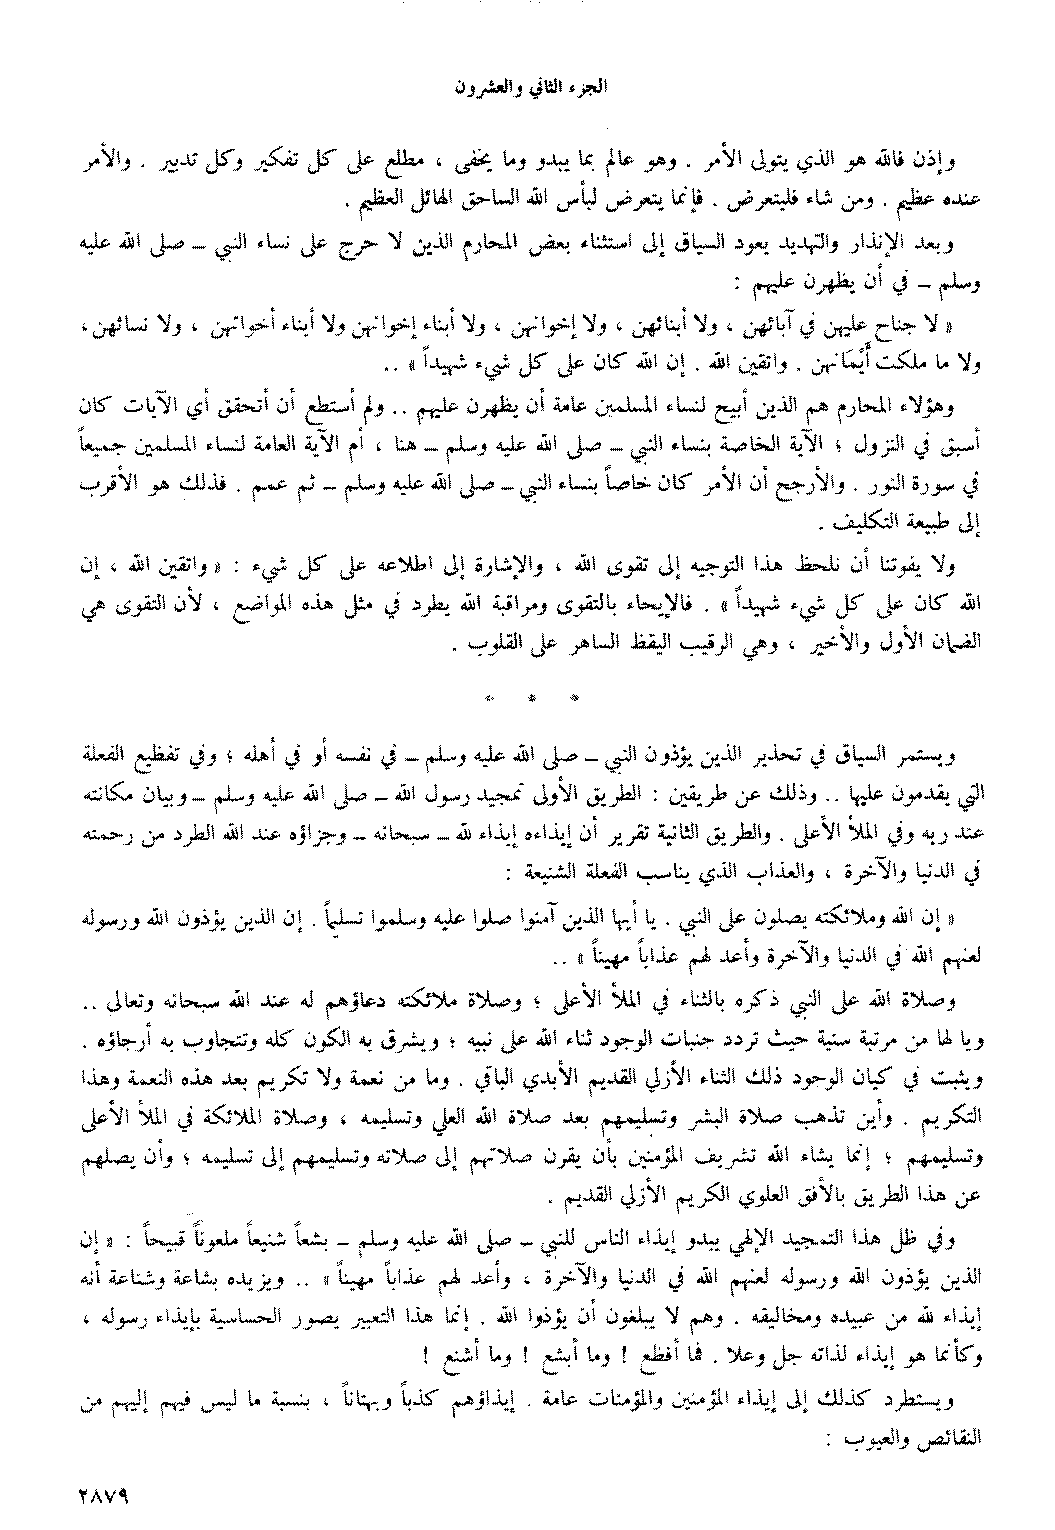 الجزء الثاني والعشرون
وإذن فالله هو الذي يتولى الأمر . وهو عالم بما يبدو وما يخفى ، مطلع على كل تفكير وكل تدبير . والأمر
عنده عظيم . ومن شاء فليتعرض . فإنما يتعرض لبأس الله الساحق الهائل العظيم .
وبعد الإنذار والتهديد يعود السياق إلى استثناء بعض المحارم الذين لا حرج على نساء النبي – صلى الله عليه
وسلم – في أن يظهرن عليهم :
« لا جناح عليهن في آبائهن ، ولا أبنائهن ، ولا إخوانهن ، ولا أبناء إخوانهن ولا أبناء أخواتهن ، ولا نسائهن ،
ولا ما ملكت أَيْمَانهن . واتقين الله . إن الله كان على كل شيء شهيداً » ..
وهؤلاء المحارم هم الذين أبيح لنساء المسلمين عامة أن يظهرن عليهم .. ولم أستطع أن أتحقق أي الآيات كان
أسبق في النزول ؛ الآية الخاصة بنساء النبي – صلى الله عليه وسلم – هنا ، أم الآية العامة لنساء المسلمين جميعاً
في سورة النور . والأرجح أن الأمر كان خاصاً بنساء النبي – صلى الله عليه وسلم – ثم عمم . فذلك هو الأقرب
إلى طبيعة التكليف .
ولا يفوتنا أن نلحظ هذا التوجيه إلى تقوى الله ، والإشارة إلى اطلاعه على كل شيء : « واتقين الله ، إن
الله كان على كل شيء شهيداً » . فالإيحاء بالتقوى ومراقبة الله يطرد في مثل هذه المواضع ، لأن التقوى هي
الضمان الأول والأخير ، وهي الرقيب اليقظ الساهر على القلوب .
* * *
ويستمر السياق في تحذير الذين يؤذون النبي – صلى الله عليه وسلم – في نفسه أو في أهله ؛ وفي تفظيع الفعلة
التي يقدمون عليها .. وذلك عن طريقين : الطريق الأولى تمجيد رسول الله – صلى الله عليه وسلم – وبيان مكانته
عند ربه وفي الملأ الأعلى . والطريق الثانية تقرير أن إيذاءه إيذاء لله – سبحانه – وجزاؤه عند الله الطرد من رحمته
في الدنيا والآخرة ، والعذاب الذي يناسب الفعلة الشنيعة :
« إن الله وملائكته يصلون على النبي . يا أيها الذين آمنوا صلوا عليه وسلموا تسليماً . إن الذين يؤذون الله ورسوله
لعنهم الله في الدنيا والآخرة وأعد لهم عذاباً مهيناً » ..
وصلاة الله على النبي ذكره بالثناء في الملأ الأعلى ؛ وصلاة ملائكته دعاؤهم له عند الله سبحانه وتعالى ..
ويا لها من مرتبة سنية حيث تردد جنبات الوجود ثناء الله على نبيه ؛ ويشرق به الكون كله وتتجاوب به أرجاؤه .
ويثبت في كيان الوجود ذلك الثناء الأزلي القديم الأبدي الباقي . وما من نعمة ولا تكريم بعد هذه النعمة وهذا
التكريم . وأين تذهب صلاة البشر وتسليمهم بعد صلاة الله العلي وتسليمه ، وصلاة الملائكة في الملأ الأعلى
وتسليمهم ؛ إنما يشاء الله تشريف المؤمنين بأن يقرن صلاتهم إلى صلاته وتسليمهم إلى تسليمه ؛ وأن يصلهم
عن هذا الطريق بالأفق العلوي الكريم الأزلي القديم .
وفي ظل هذا التمجيد الإلهي يبدو إيذاء الناس للنبي – صلى الله عليه وسلم – بشعاً شنيعاً ملعوناً قبيحاً : « إن
الذين يؤذون الله ورسوله لعنهم الله في الدنيا والآخرة ، وأعد لهم عذاباً مهيناً » .. ويزيده بشاعة وشناعة أنه
إيذاء لله من عبيده ومخاليقه . وهم لا يبلغون أن يؤذوا الله . إنما هذا التعبير يصور الحساسية بإيذاء رسوله ،
وكأنما هو إيذاء لذاته جل وعلا . فما أفظع ! وما أبشع ! وما أشنع !
ويستطرد كذلك إلى إيذاء المؤمنين والمؤمنات عامة . إيذاؤهم كذباً وبهتاناً ، بنسبة ما ليس فيهم إليهم من
النقائص والعيوب :
٢٨٧٩